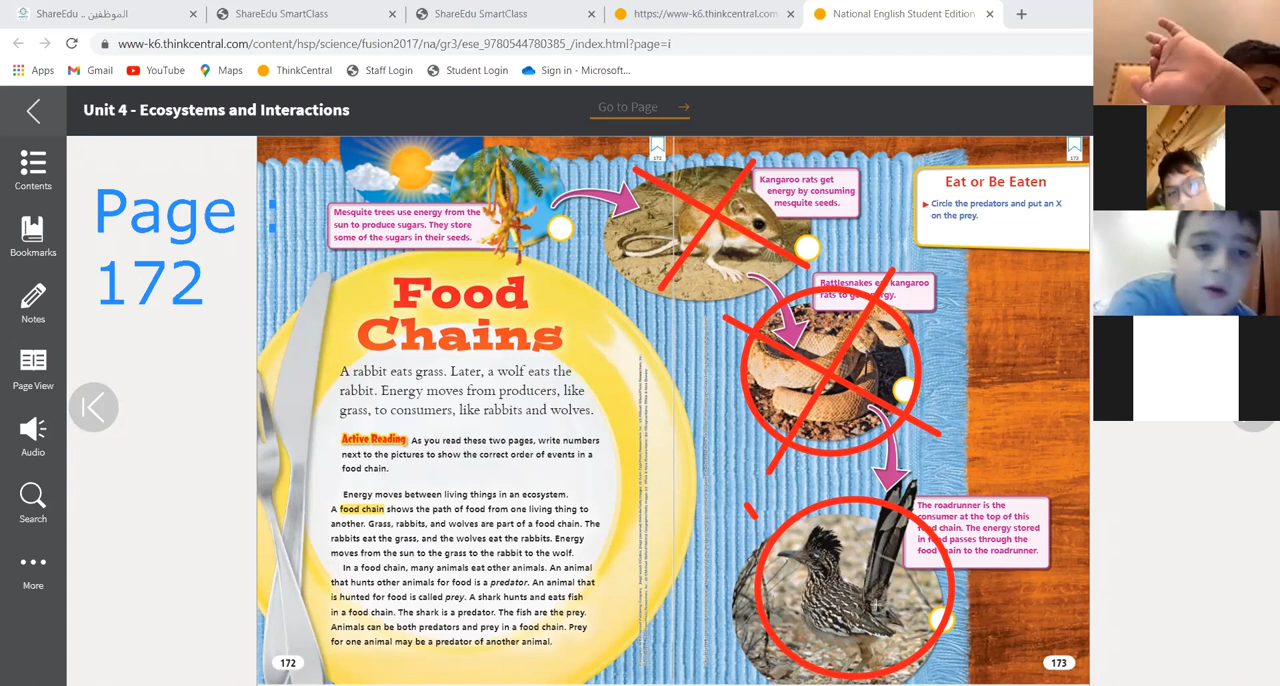 ShareEdu .. الموظفين
ShareEdu SmartClass
ShareEdu SmartClass
https://www-k6.thinkcentral.com
National English Student Edition
www-k6.thinkcentral.com/content/hsp/science/fusion2017/na/gr3/ese_9780544780385_/index.html?page=i
Apps
Gmail
YouTube
Maps
ThinkCentral
Staff Login
Student Login
Sign in - Microsoft...
Unit 4 - Ecosystems and Interactions
Go to Page
Contents
Bookmarks
Notes
Page View
Audio
Search
More
Page :
172
172
173
Mesquite trees use energy from the
sun to produce sugars. They store
some of the sugars in their seeds.
Kangaroo rats get
energy by consuming
mesquite seeds.
Eat or Be Eaten
Circle the predators and put an X
on the prey.
Rattlesnakes eat kangaroo
rats to get energy.
Food
Chains
A rabbit eats grass. Later, a wolf eats the
rabbit. Energy moves from producers, like
grass, to consumers, like rabbits and wolves.
Active Reading As you read these two pages, write numbers
next to the pictures to show the correct order of events in a
food chain.
Energy moves between living things in an ecosystem.
A food chain shows the path of food from one living thing to
another. Grass, rabbits, and wolves are part of a food chain. The
rabbits eat the grass, and the wolves eat the rabbits. Energy
moves from the sun to the grass to the rabbit to the wolf.
In a food chain, many animals eat other animals. An animal
that hunts other animals for food is a predator. An animal that
is hunted for food is called prey. A shark hunts and eats fish
in a food chain. The shark is a predator. The fish are the prey.
Animals can be both predators and prey in a food chain. Prey
for one animal may be a predator of another animal.
The roadrunner is the
consumer at the top of this
food chain. The energy stored
in food passes through the
food chain to the roadrunner.
172
173